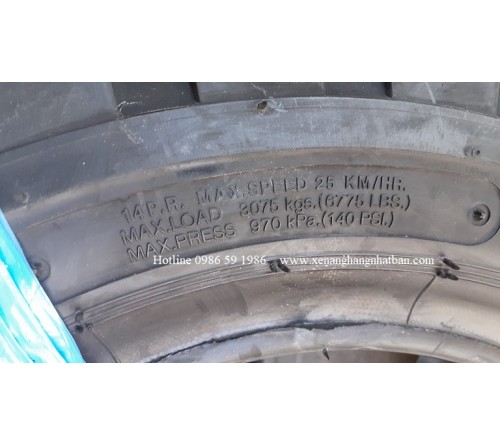 14 P.R. MAX.SPEED 25 KM/HR.
MAX.LOAD 3075 kgs.(6775 LBS.)
MAX.PRESS 970 kPa.(140 PSI.)
Hotline 0986 59 1986 - www.xenanghangnhatban.com